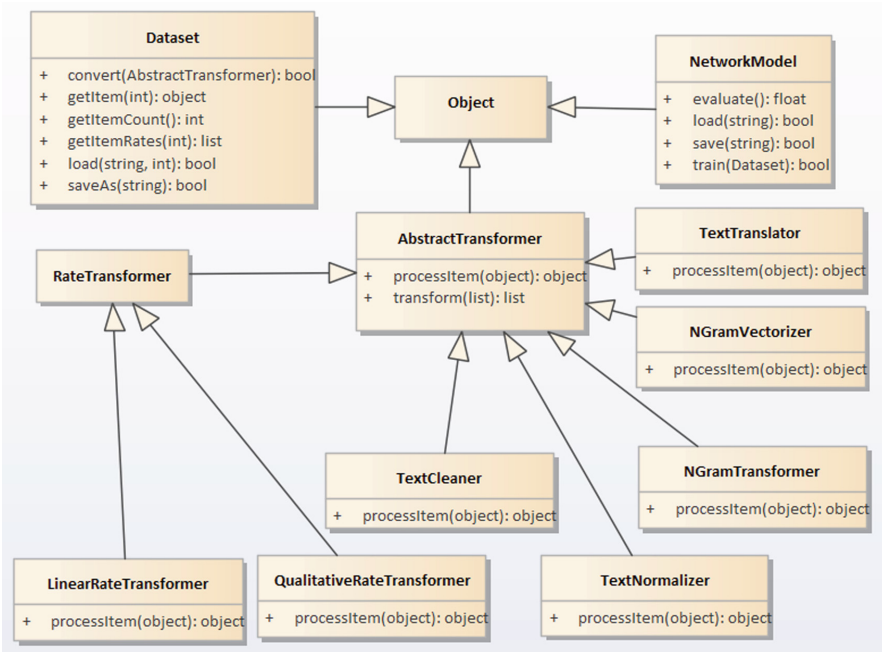 Dataset
+ convert(AbstractTransformer): bool
+ getItem(int): object
+ getItemCount(): int
+ getItemRates(int): list
+ load(string, int): bool
+ saveAs(string): bool
Object
NetworkModel
+ evaluate(): float
+ load(string): bool
+ save(string): bool
+ train(Dataset): bool
AbstractTransformer
+ processItem(object): object
+ transform(list): list
TextTranslator
+ processItem(object): object
RateTransformer
NGramVectorizer
+ processItem(object): object
TextCleaner
+ processItem(object): object
NGramTransformer
+ processItem(object): object
LinearRateTransformer
+ processItem(object): object
QualitativeRateTransformer
+ processItem(object): object
TextNormalizer
+ processItem(object): object